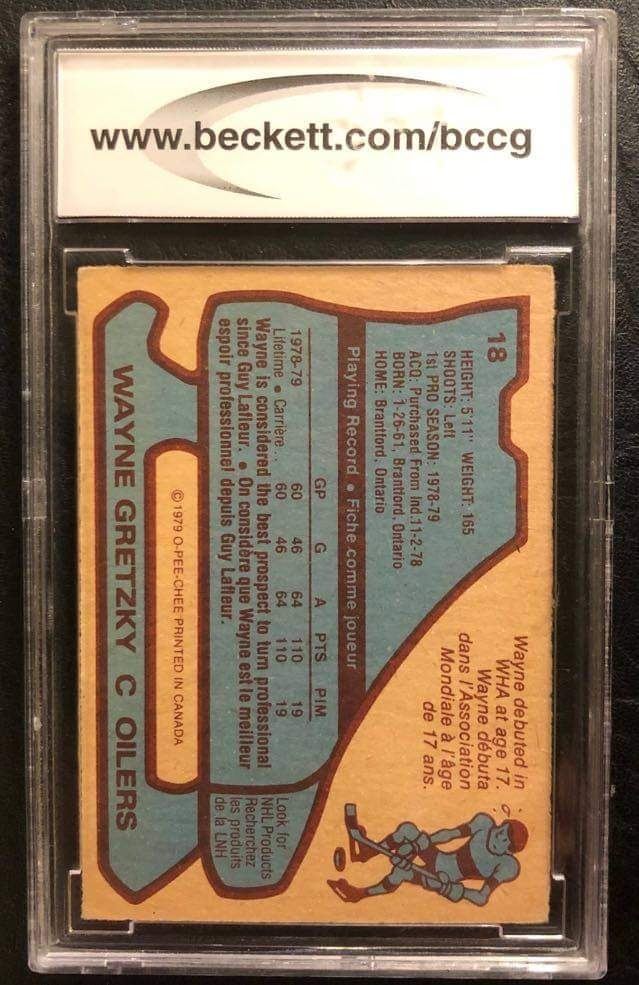 www.beckett.com/bccg
18
HEIGHT: 5'11" WEIGHT: 165
SHOOTS: Left
1st PRO SEASON: 1978-79
ACQ: Purchased From Ind.11-2-78
BORN: 1-26-61, Brantford, Ontario
HOME: Brantford, Ontario
Wayne debuted in
WHA at age 17.
Wayne débuta
dans l'Association
Mondiale à l'âge
de 17 ans.
Playing Record • Fiche comme joueur
GP G A PTS PIM
1978-79 60 46 64 110 19
Lifetime • Carrière... 60 46 64 110 19
Wayne is considered the best prospect to turn professional
since Guy Lafleur. • On considère que Wayne est le meilleur
espoir professionnel depuis Guy Lafleur.
Look for
NHL Products
Recherchez
les produits
de la LNH
© 1979 O-PEE-CHEE PRINTED IN CANADA
WAYNE GRETZKY C OILERS